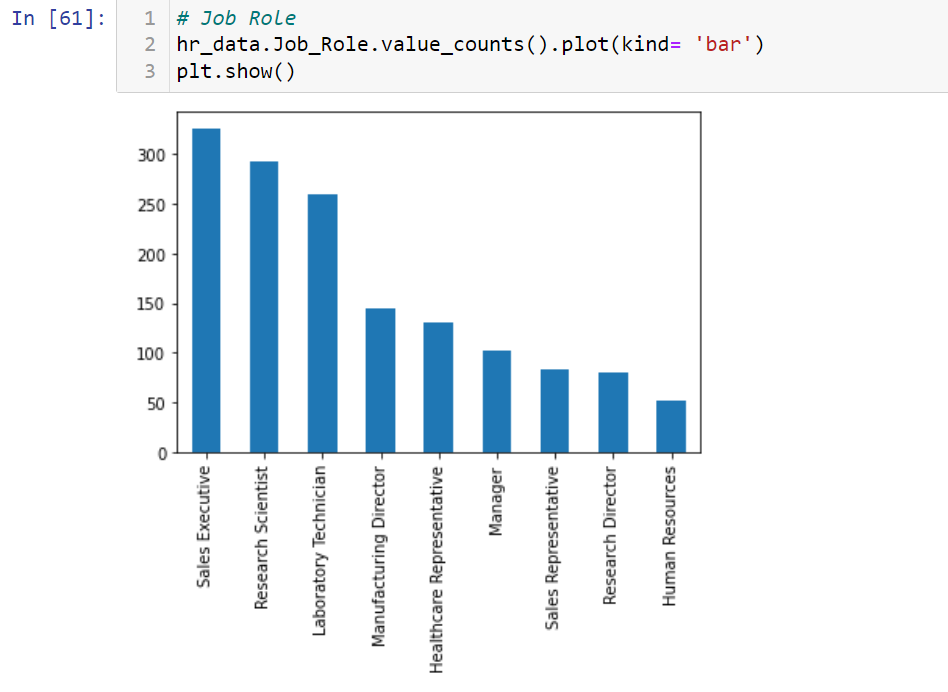 In [61]:
1 # Job Role
2 hr_data.Job_Role.value_counts().plot(kind= 'bar')
3 plt.show()
300
250
200
150
100
50
0
Sales Executive
Research Scientist
Laboratory Technician
Manufacturing Director
Healthcare Representative
Manager
Sales Representative
Research Director
Human Resources